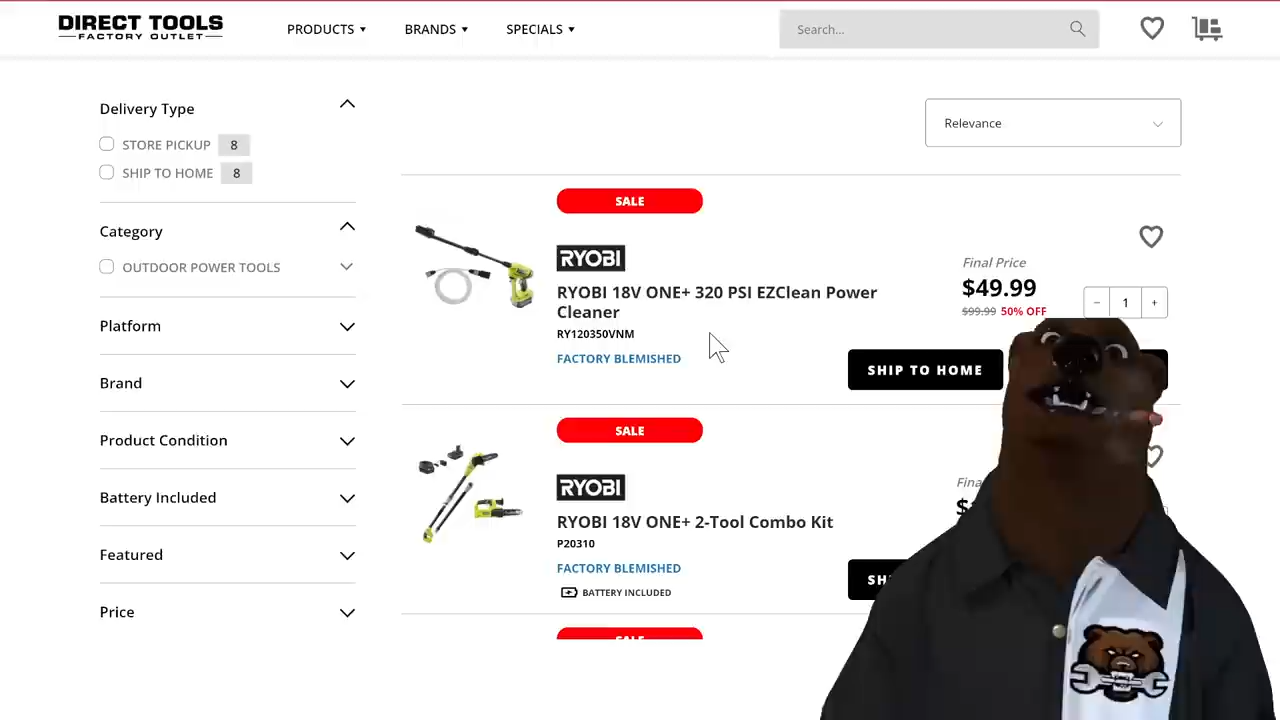 DIRECT TOOLS
FACTORY OUTLET
PRODUCTS
BRANDS
SPECIALS
Search...
Delivery Type
STORE PICKUP 8
SHIP TO HOME 8
Category
OUTDOOR POWER TOOLS
Platform
Brand
Product Condition
Battery Included
Featured
Price
Relevance
SALE
RYOBI
RYOBI 18V ONE+ 320 PSI EZClean Power
Cleaner
RY120350VNM
FACTORY BLEMISHED
Final Price
$49.99
$99.99 50% OFF
− 1 +
SHIP TO HOME
SALE
RYOBI
RYOBI 18V ONE+ 2-Tool Combo Kit
P20310
FACTORY BLEMISHED
BATTERY INCLUDED
SALE